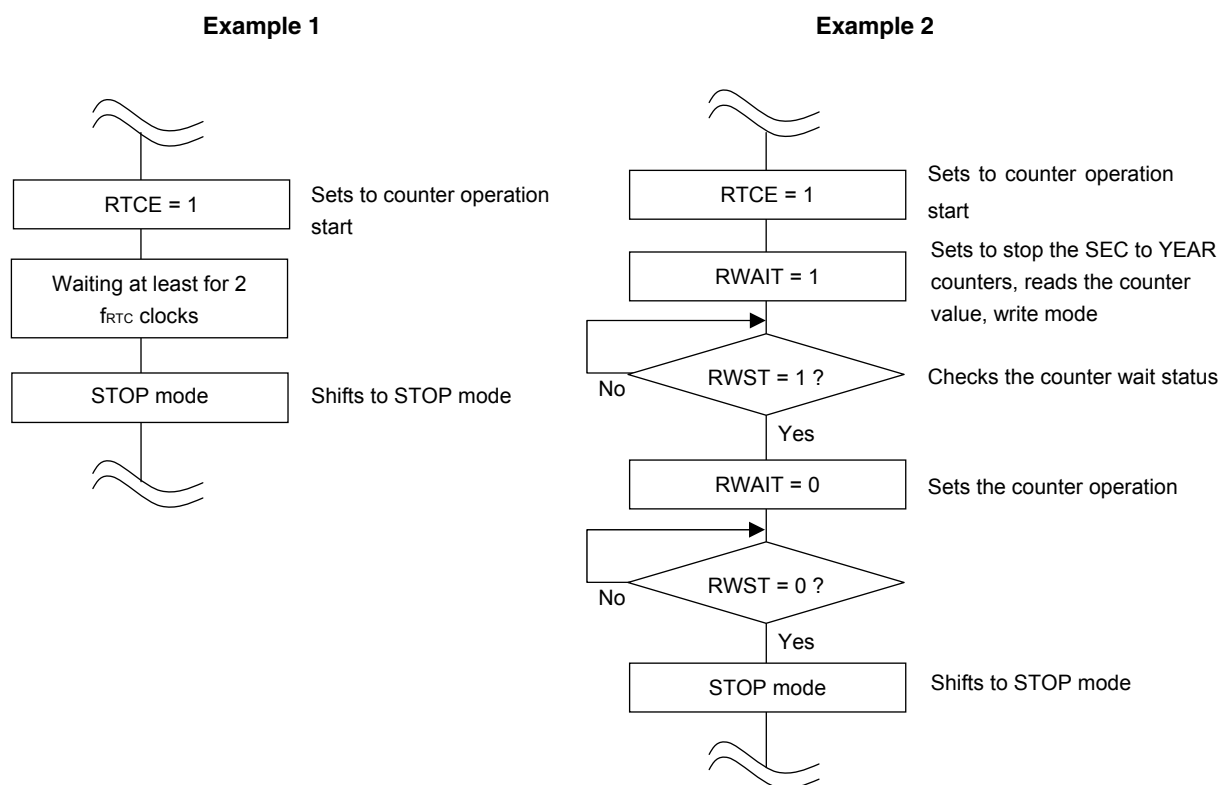 Example 1
RTCE = 1
Sets to counter operation
start
Waiting at least for 2
fRTC clocks
STOP mode
Shifts to STOP mode
Example 2
RTCE = 1
Sets to counter operation
start
RWAIT = 1
Sets to stop the SEC to YEAR
counters, reads the counter
value, write mode
No
RWST = 1 ?
Checks the counter wait status
Yes
RWAIT = 0
Sets the counter operation
No
RWST = 0 ?
Yes
STOP mode
Shifts to STOP mode